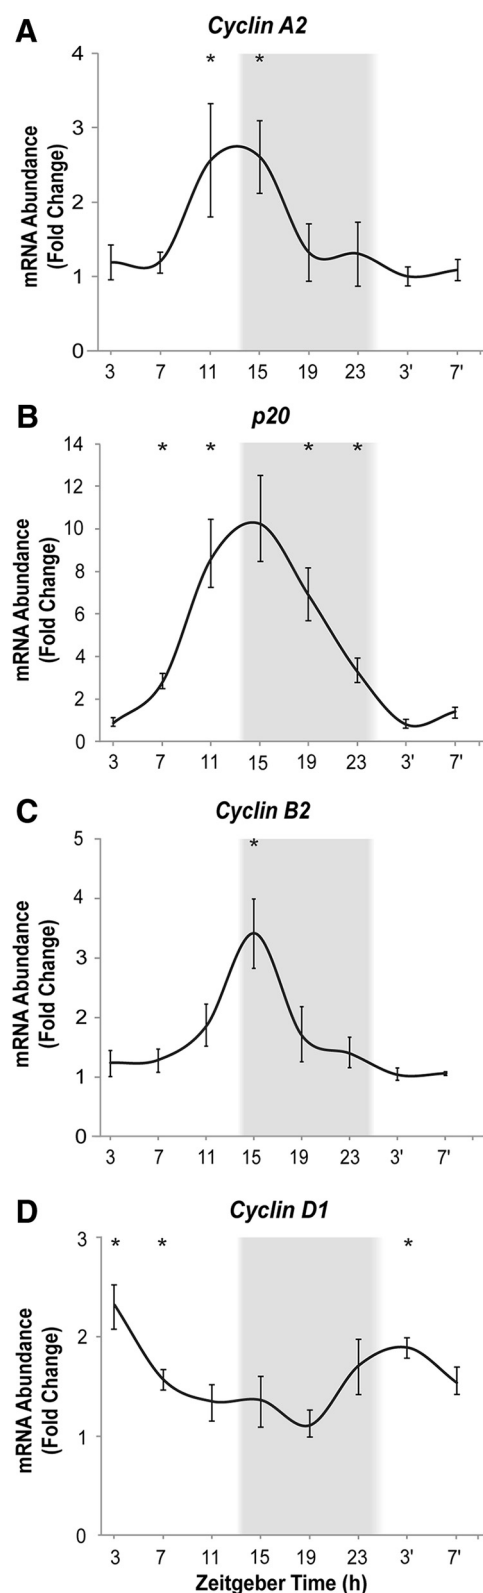 A
Cyclin A2
mRNA Abundance
(Fold Change)
4
3
2
1
0
* *
3 7 11 15 19 23 3' 7'
B
p20
mRNA Abundance
(Fold Change)
14
12
10
8
6
4
2
0
* * * *
3 7 11 15 19 23 3' 7'
C
Cyclin B2
mRNA Abundance
(Fold Change)
5
4
3
2
1
0
*
3 7 11 15 19 23 3' 7'
D
Cyclin D1
mRNA Abundance
(Fold Change)
3
2
1
0
* * *
3 7 11 15 19 23 3' 7'
Zeitgeber Time (h)